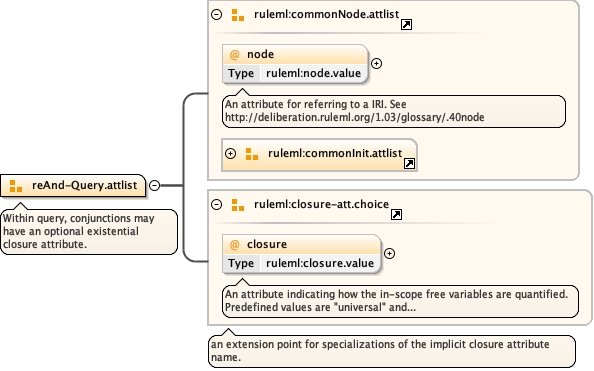 ruleml:commonNode.attlist
@ node
Type ruleml:node.value
An attribute for referring to a IRI. See
http://deliberation.ruleml.org/1.03/glossary/.40node
ruleml:commonInit.attlist
reAnd-Query.attlist
Within query, conjunctions may
have an optional existential
closure attribute.
ruleml:closure-att.choice
@ closure
Type ruleml:closure.value
An attribute indicating how the in-scope free variables are quantified.
Predefined values are "universal" and...
an extension point for specializations of the implicit closure attribute
name.